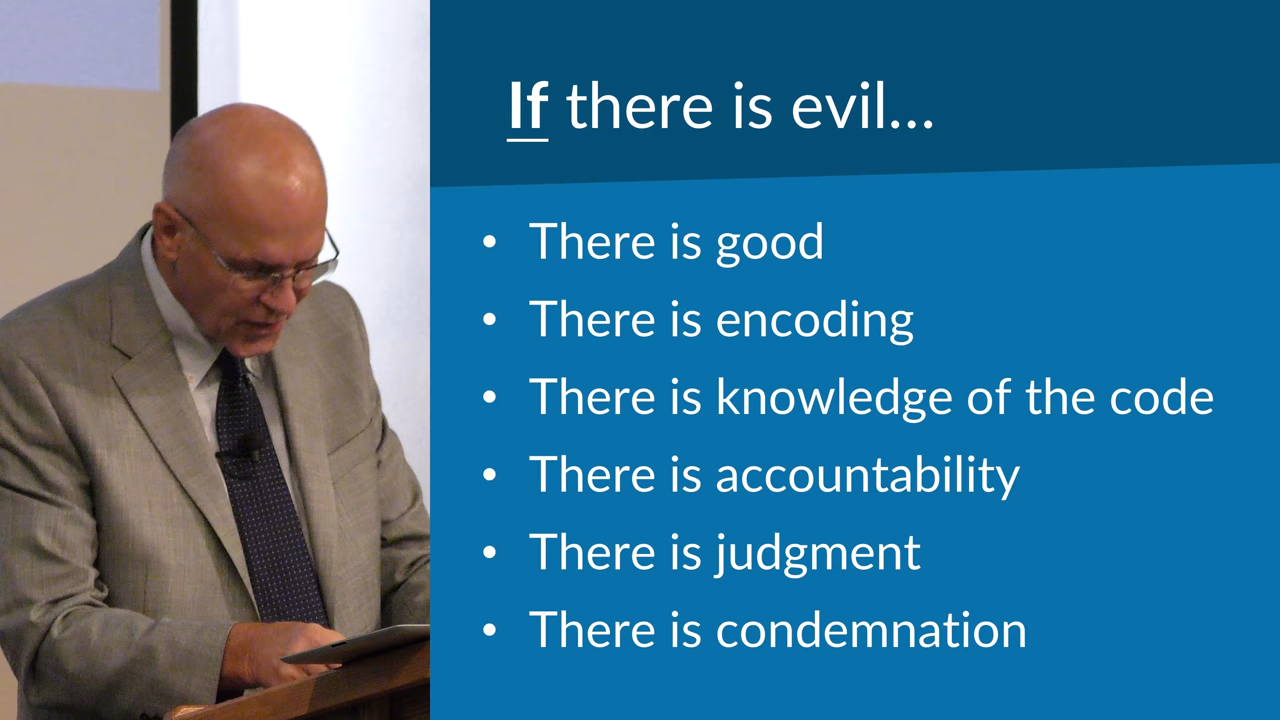 If there is evil...
• There is good
• There is encoding
• There is knowledge of the code
• There is accountability
• There is judgment
• There is condemnation